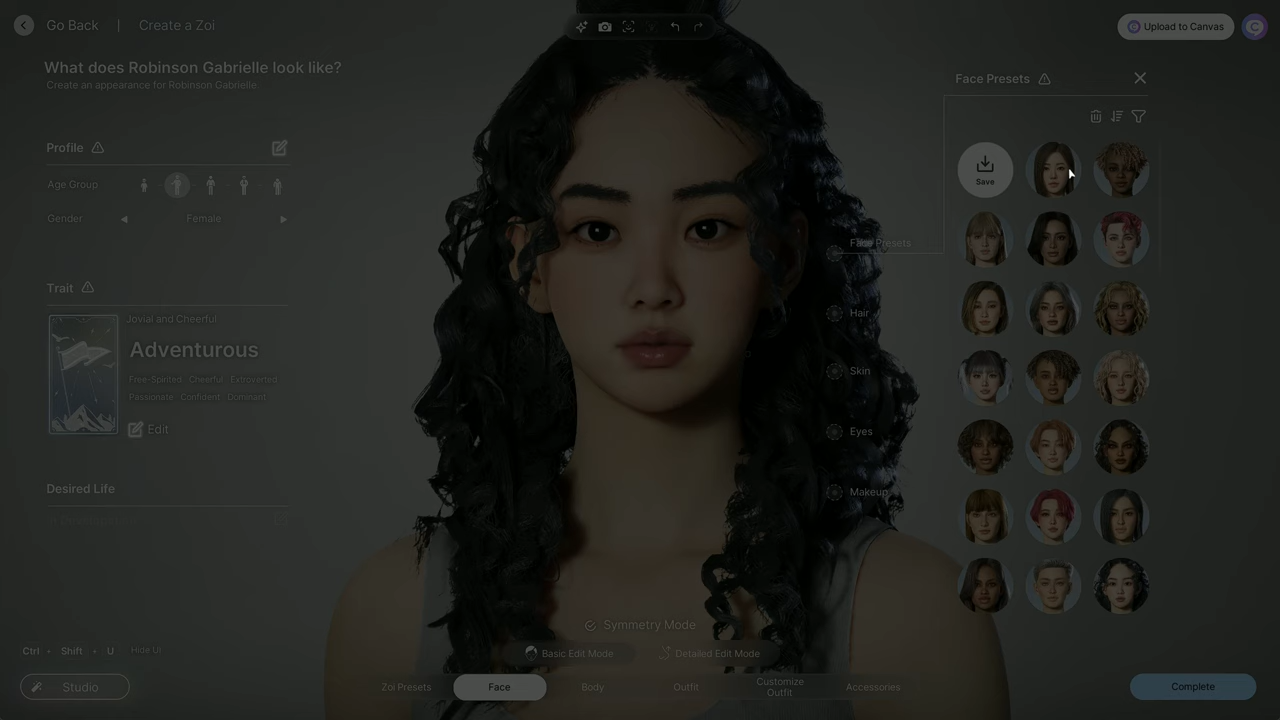 Go Back | Create a Zoi
Upload to Canvas
What does Robinson Gabrielle look like?
Create an appearance for Robinson Gabrielle.
Profile
Age Group
Gender
Female
Trait
Jovial and Cheerful
Adventurous
Free-Spirited · Cheerful · Extroverted
Passionate · Confident · Dominant
Edit
Desired Life
Ctrl + Shift + U Hide UI
Studio
Face Presets
Hair
Skin
Eyes
Makeup
Face Presets
Save
Symmetry Mode
Basic Edit Mode
Detailed Edit Mode
Zoi Presets
Face
Body
Outfit
Customize
Outfit
Accessories
Complete